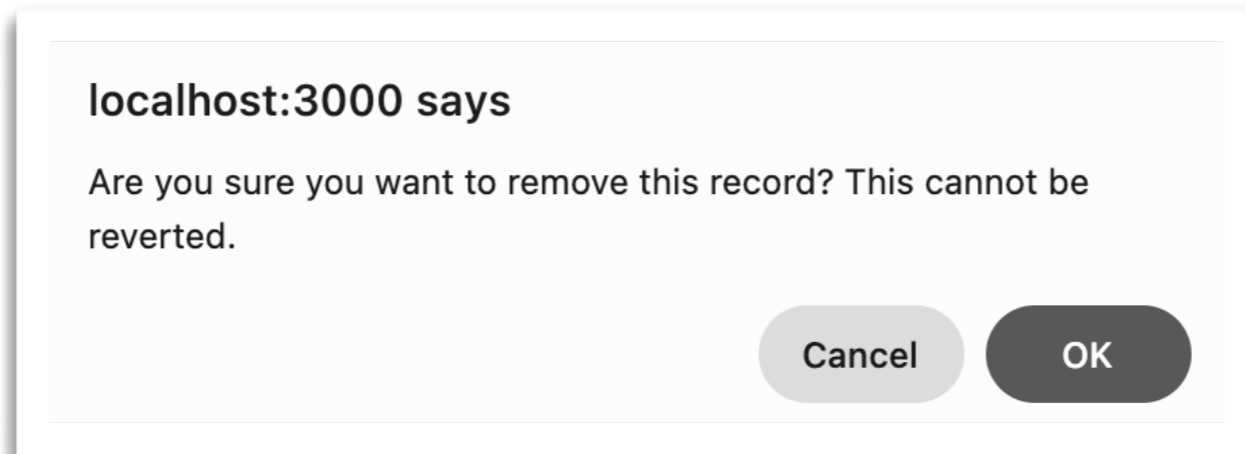 localhost:3000 says
Are you sure you want to remove this record? This cannot be
reverted.
Cancel
OK